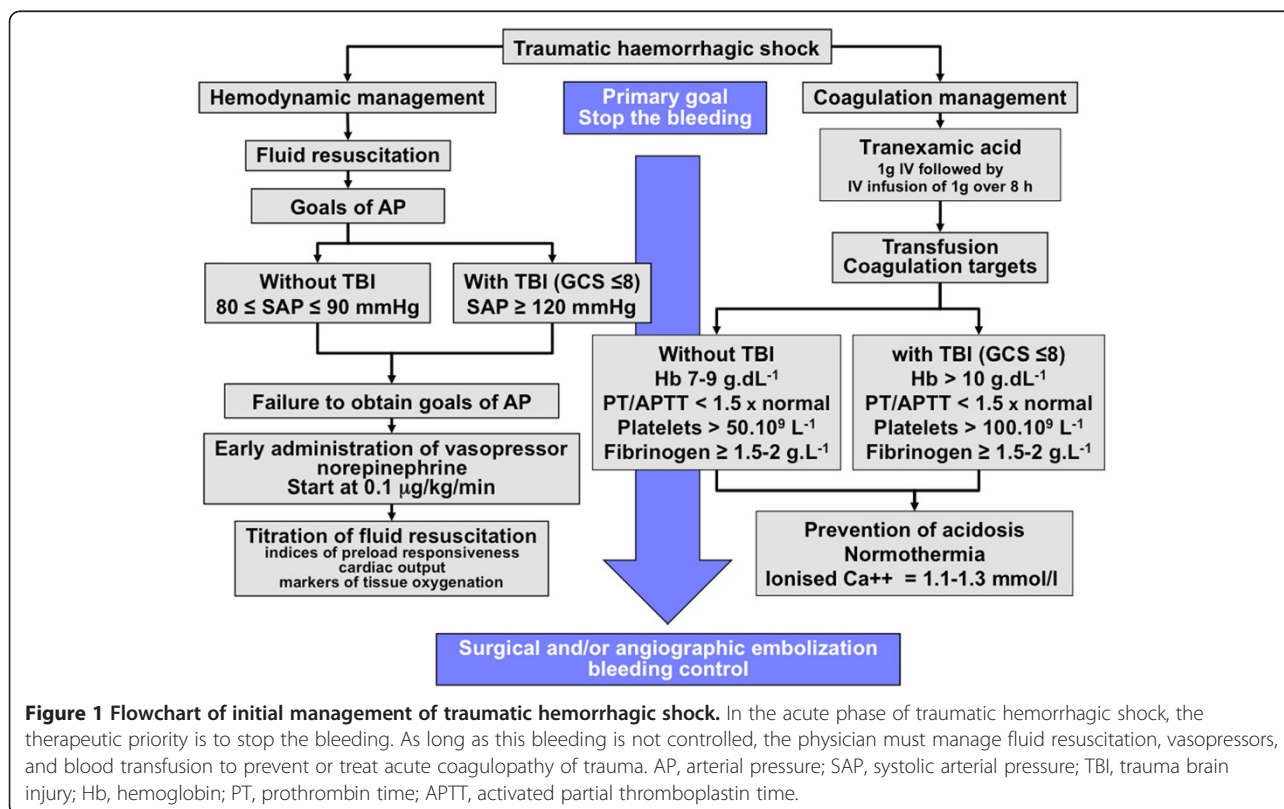 Traumatic haemorrhagic shock
Hemodynamic management
Fluid resuscitation
Goals of AP
Without TBI
80 ≤ SAP ≤ 90 mmHg
With TBI (GCS ≤8)
SAP ≥ 120 mmHg
Failure to obtain goals of AP
Early administration of vasopressor
norepinephrine
Start at 0.1 µg/kg/min
Titration of fluid resuscitation
indices of preload responsiveness
cardiac output
markers of tissue oxygenation
Primary goal
Stop the bleeding
Surgical and/or angiographic embolization
bleeding control
Coagulation management
Tranexamic acid
1g IV followed by
IV infusion of 1g over 8 h
Transfusion
Coagulation targets
Without TBI
Hb 7-9 g.dL⁻¹
PT/APTT < 1.5 x normal
Platelets > 50.10⁹ L⁻¹
Fibrinogen ≥ 1.5-2 g.L⁻¹
with TBI (GCS ≤8)
Hb > 10 g.dL⁻¹
PT/APTT < 1.5 x normal
Platelets > 100.10⁹ L⁻¹
Fibrinogen ≥ 1.5-2 g.L⁻¹
Prevention of acidosis
Normothermia
Ionised Ca++ = 1.1-1.3 mmol/l
Figure 1 Flowchart of initial management of traumatic hemorrhagic shock. In the acute phase of traumatic hemorrhagic shock, the
therapeutic priority is to stop the bleeding. As long as this bleeding is not controlled, the physician must manage fluid resuscitation, vasopressors,
and blood transfusion to prevent or treat acute coagulopathy of trauma. AP, arterial pressure; SAP, systolic arterial pressure; TBI, trauma brain
injury; Hb, hemoglobin; PT, prothrombin time; APTT, activated partial thromboplastin time.